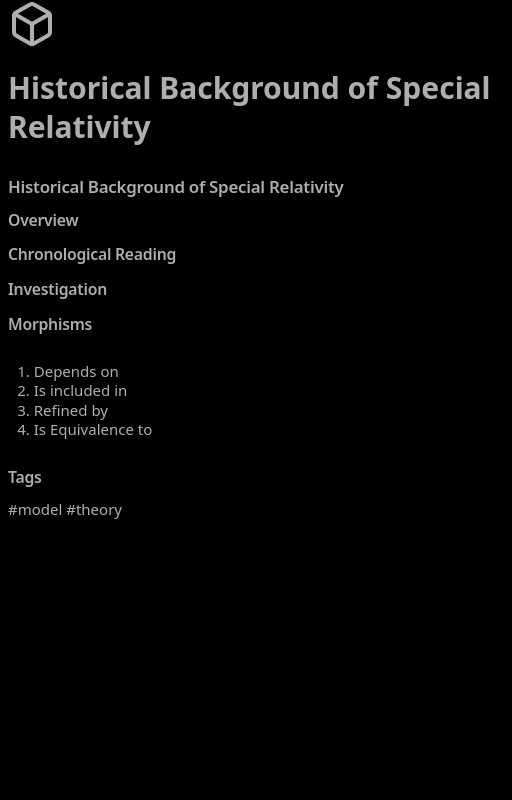 Historical Background of Special
Relativity
Historical Background of Special Relativity
Overview
Chronological Reading
Investigation
Morphisms
1. Depends on
2. Is included in
3. Refined by
4. Is Equivalence to
Tags
#model #theory